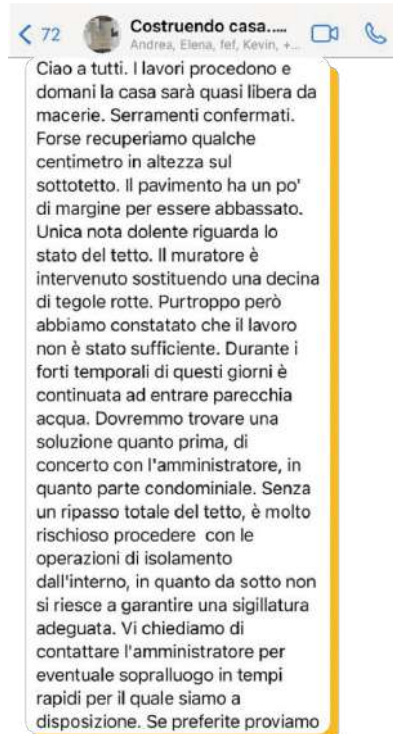 72
Costruendo casa.....
Andrea, Elena, fef, Kevin, +...
Ciao a tutti. I lavori procedono e
domani la casa sarà quasi libera da
macerie. Serramenti confermati.
Forse recuperiamo qualche
centimetro in altezza sul
sottotetto. Il pavimento ha un po'
di margine per essere abbassato.
Unica nota dolente riguarda lo
stato del tetto. Il muratore è
intervenuto sostituendo una decina
di tegole rotte. Purtroppo però
abbiamo constatato che il lavoro
non è stato sufficiente. Durante i
forti temporali di questi giorni è
continuata ad entrare parecchia
acqua. Dovremmo trovare una
soluzione quanto prima, di
concerto con l'amministratore, in
quanto parte condominiale. Senza
un ripasso totale del tetto, è molto
rischioso procedere con le
operazioni di isolamento
dall'interno, in quanto da sotto non
si riesce a garantire una sigillatura
adeguata. Vi chiediamo di
contattare l'amministratore per
eventuale sopralluogo in tempi
rapidi per il quale siamo a
disposizione. Se preferite proviamo